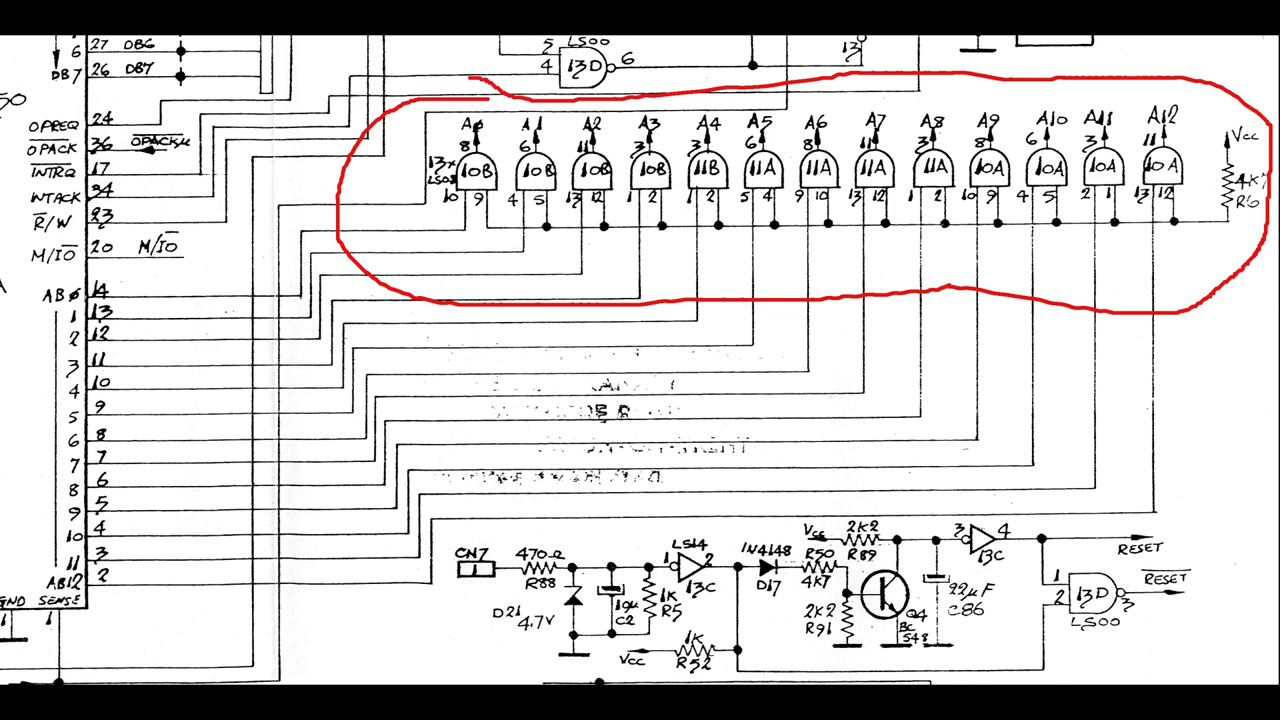 6 27 DB6
DB7 26 DB7
5 LS00
4 13D 6
13
50
OPREQ 24
OPACK 36 OPACKμ
INTRQ 17
WTACK 34
R/W 23
M/IO 20 M/IO
A0 A1 A2 A3 A4 A5 A6 A7 A8 A9 A10 A11 A12
8 6 11 3 3 6 8 11 3 8 6 3 11
Vcc
13x
10B 10B 10B 10B 11B 11A 11A 11A 11A 10A 10A 10A 10A
4K7
R6
10 9 4 5 13 12 1 2 1 2 5 4 9 10 13 12 1 2 10 9 4 5 2 1 13 12
AB0 14
1 13
2 12
3 11
4 10
5 9
6 8
7 7
8 6
9 5
10 4
11 3
AB12 2
GND SENSE
1 1
CN7
1
470Ω
R88
D21
4.7V
10μ
C2
1K
R5
LS14
1 2
13C
1N4148
D17
R50
4K7
Vcc
2K2
R89
2K2
R91
Q4
BC
548
22μF
C86
3 4
13C
1K
R52
Vcc
RESET
1
2 13D 3
LS00
RESET